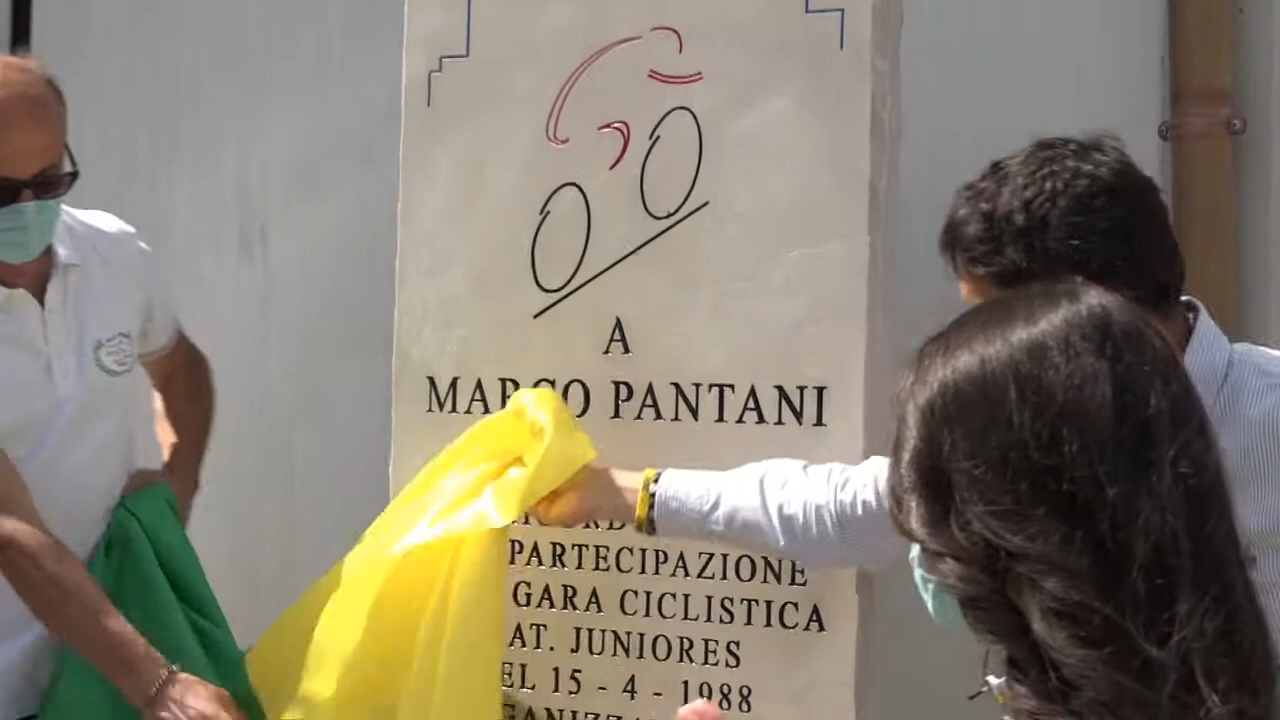 A
MARCO PANTANI
PARTECIPAZIONE
GARA CICLISTICA
AT. JUNIORES
EL 15 - 4 - 1988